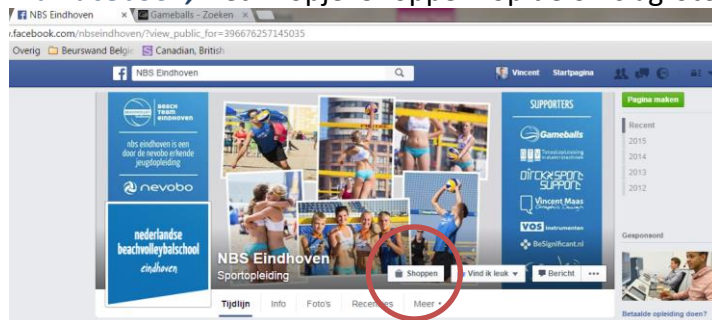 NBS Eindhoven × Gameballs - Zoeken ×
.facebook.com/nbseindhoven/?view_public_for=396676257145035
Overig Beurswand Belgi Canadian, British
NBS Eindhoven Vincent Startpagina
BEACH
TEAM
EINDHOVEN
nbs eindhoven is een
door de nevobo erkende
jeugdopleiding
nevobo
nederlandse
beachvolleybalschool
eindhoven
SUPPORTERS
Gameballs
DIRCKXSPORT
SUPPORT
Vincent Maas
VOS instrumenten
BeSignificant.nl
NBS Eindhoven
Sportopleiding
Shoppen Vind ik leuk Bericht
Tijdlijn Info Foto's Recensies Meer
Pagina maken
Recent
2015
2014
2013
2012
Gesponsord
Betaalde opleiding doen?